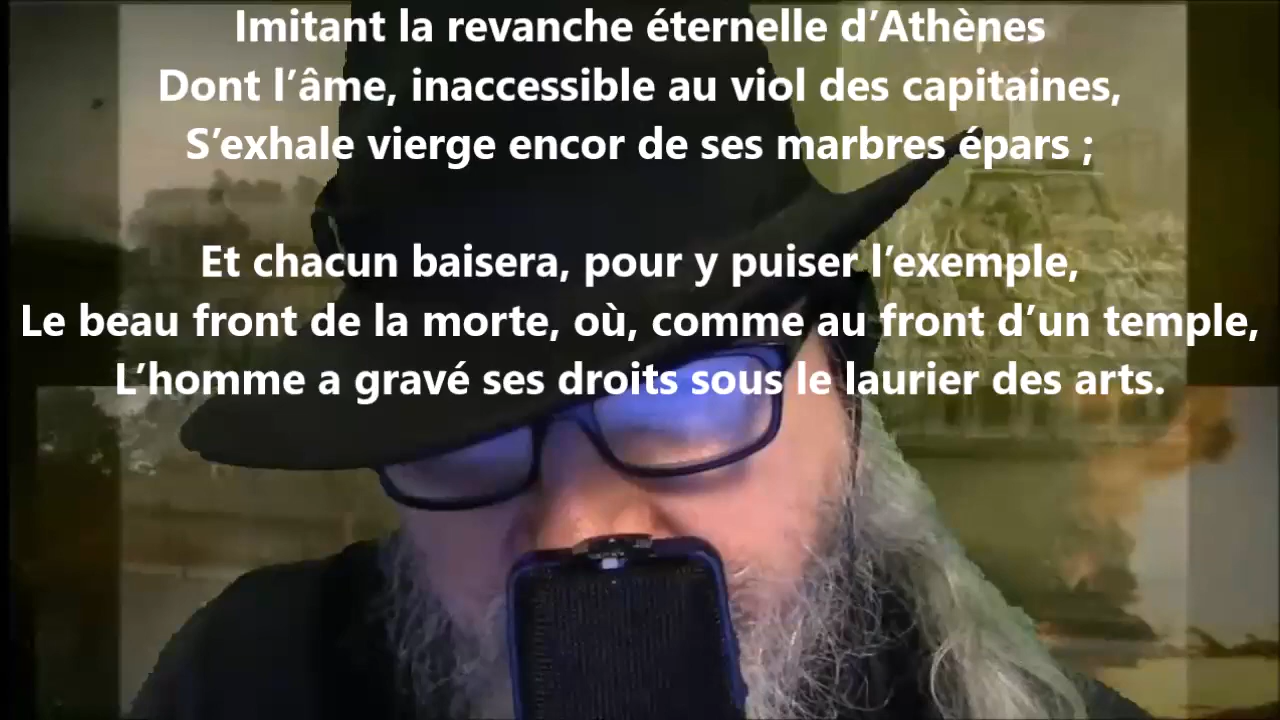 Imitant la revanche éternelle d’Athènes
Dont l’âme, inaccessible au viol des capitaines,
S’exhale vierge encor de ses marbres épars ;
Et chacun baisera, pour y puiser l’exemple,
Le beau front de la morte, où, comme au front d’un temple,
L’homme a gravé ses droits sous le laurier des arts.